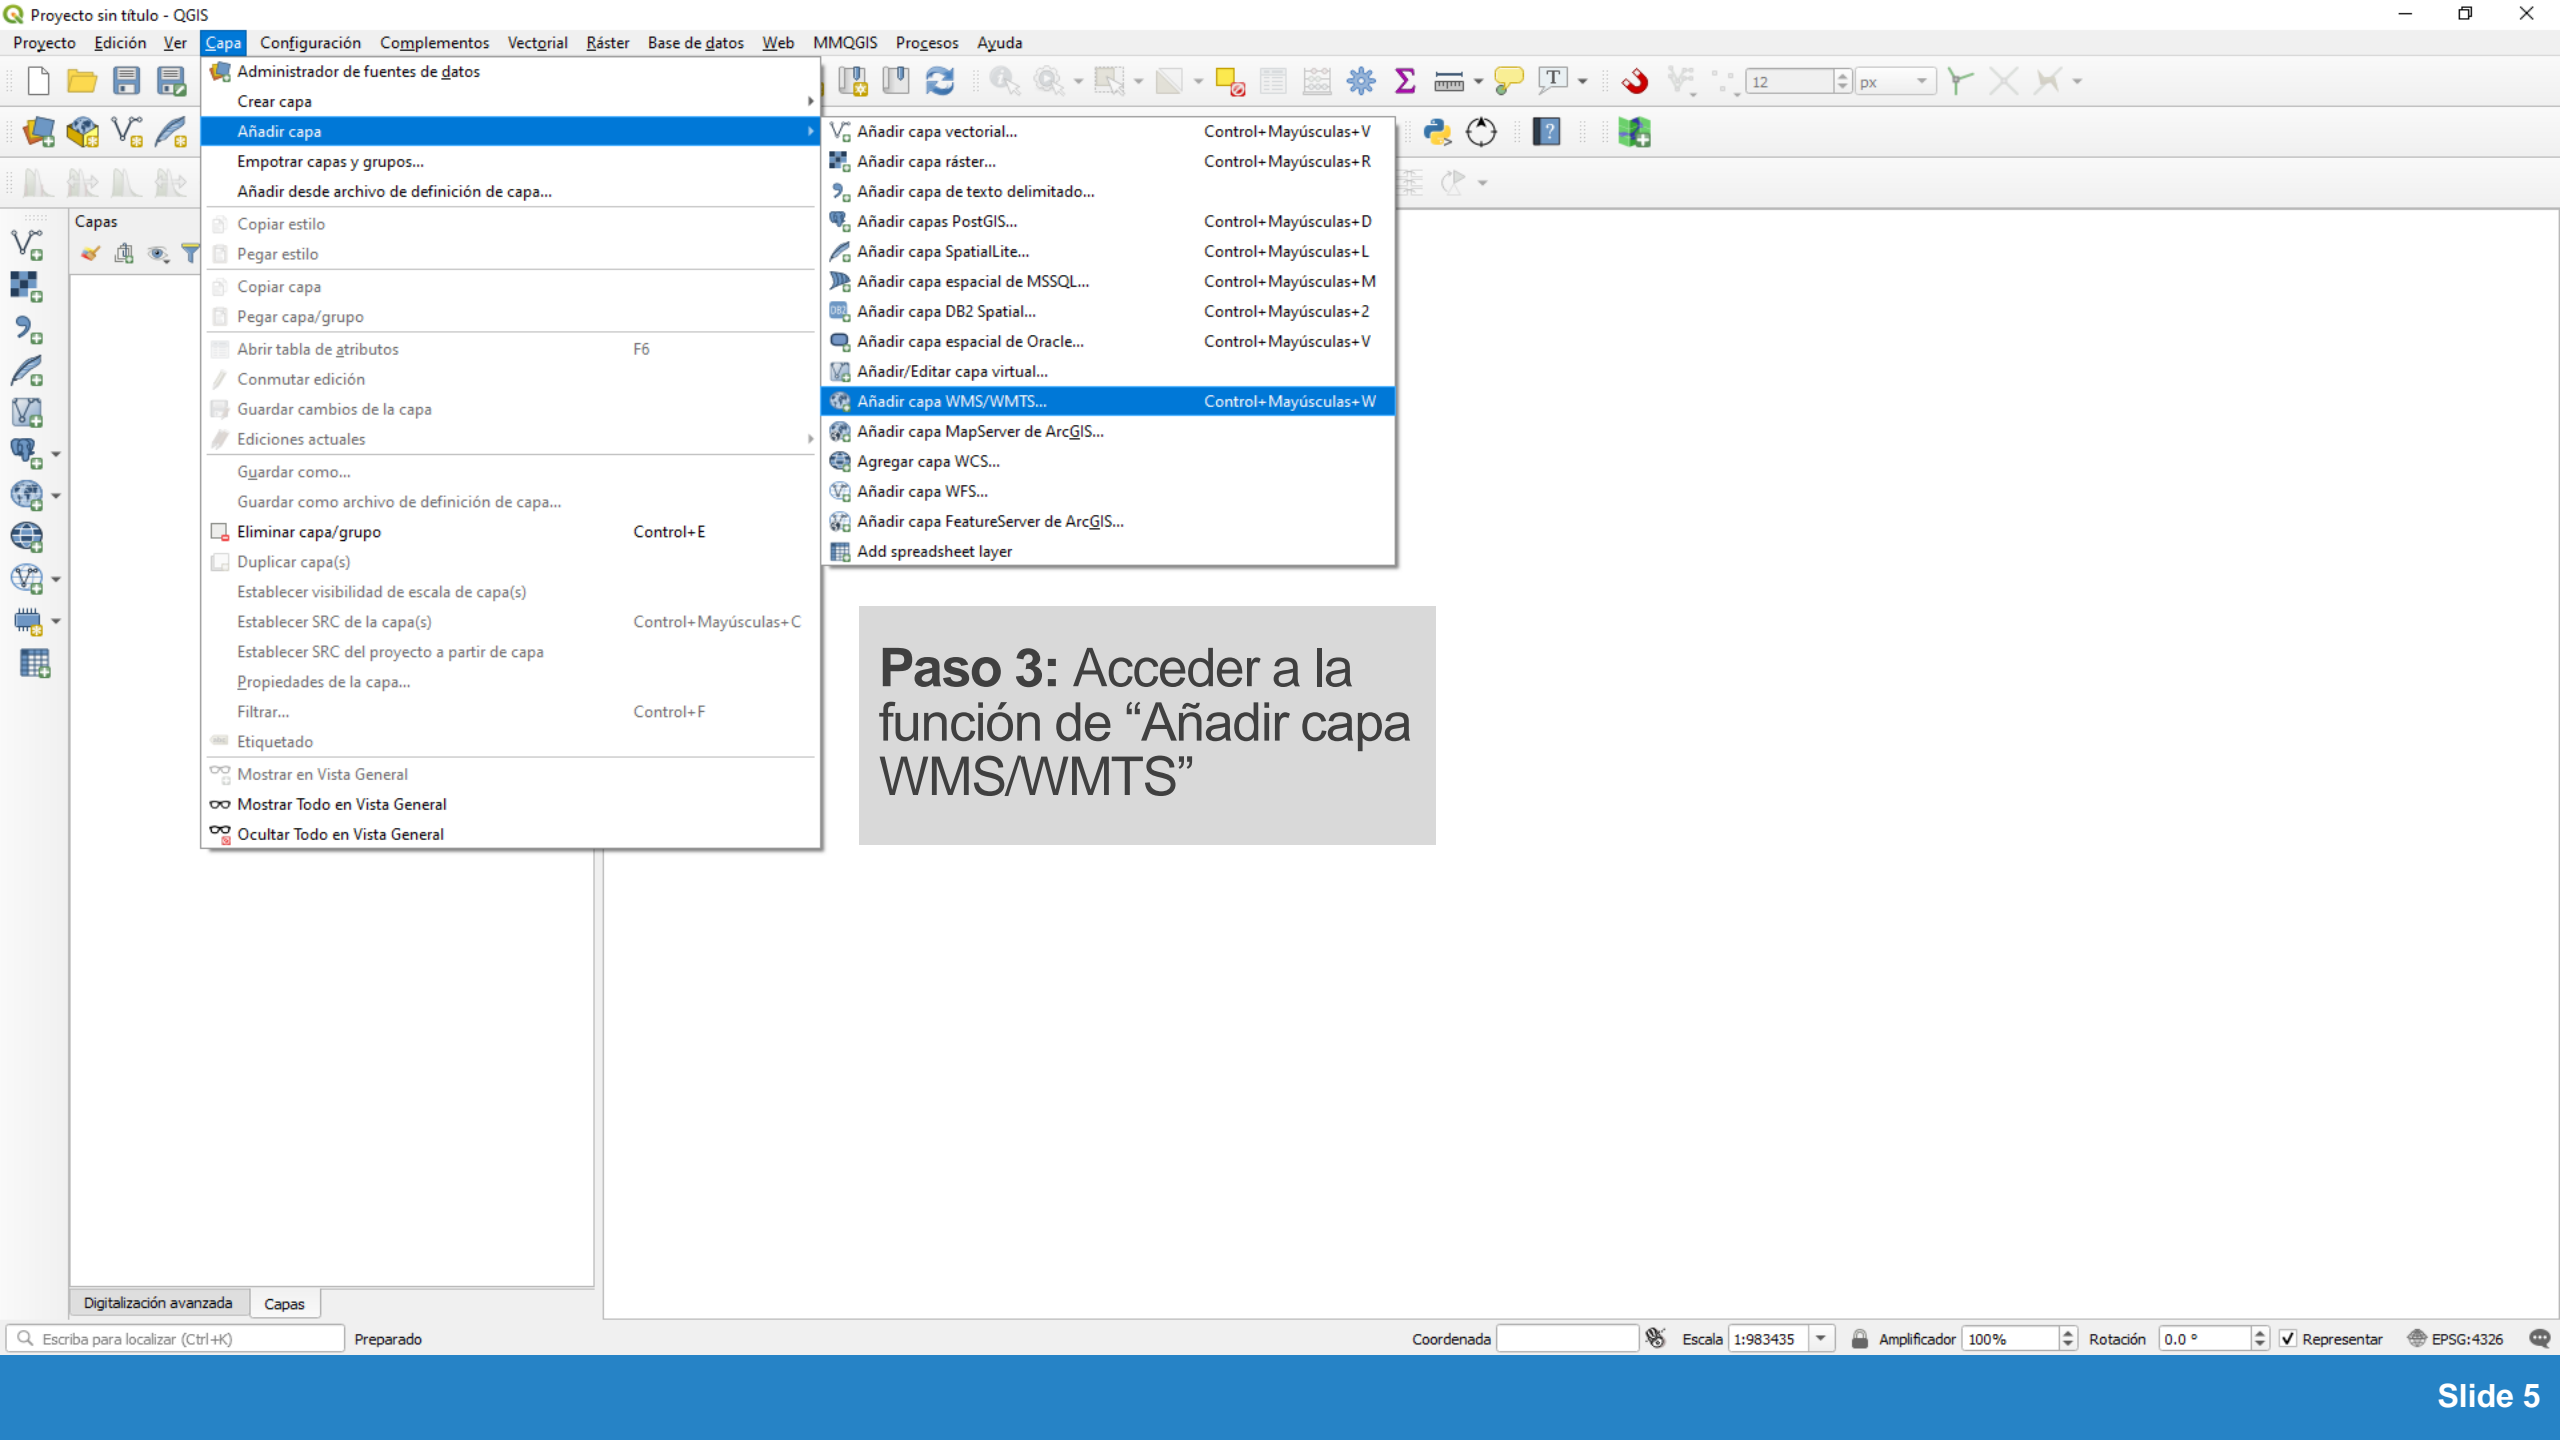 Proyecto sin título - QGIS
Proyecto Edición Ver Capa Configuración Complementos Vectorial Ráster Base de datos Web MMQGIS Procesos Ayuda
12 px
Administrador de fuentes de datos
Crear capa
Añadir capa
Empotrar capas y grupos...
Añadir desde archivo de definición de capa...
Copiar estilo
Pegar estilo
Copiar capa
Pegar capa/grupo
Abrir tabla de atributos F6
Conmutar edición
Guardar cambios de la capa
Ediciones actuales
Guardar como...
Guardar como archivo de definición de capa...
Eliminar capa/grupo Control+E
Duplicar capa(s)
Establecer visibilidad de escala de capa(s)
Establecer SRC de la capa(s) Control+Mayúsculas+C
Establecer SRC del proyecto a partir de capa
Propiedades de la capa...
Filtrar... Control+F
Etiquetado
Mostrar en Vista General
Mostrar Todo en Vista General
Ocultar Todo en Vista General
Añadir capa vectorial... Control+Mayúsculas+V
Añadir capa ráster... Control+Mayúsculas+R
Añadir capa de texto delimitado...
Añadir capas PostGIS... Control+Mayúsculas+D
Añadir capa SpatialLite... Control+Mayúsculas+L
Añadir capa espacial de MSSQL... Control+Mayúsculas+M
Añadir capa DB2 Spatial... Control+Mayúsculas+2
Añadir capa espacial de Oracle... Control+Mayúsculas+V
Añadir/Editar capa virtual...
Añadir capa WMS/WMTS... Control+Mayúsculas+W
Añadir capa MapServer de ArcGIS...
Agregar capa WCS...
Añadir capa WFS...
Añadir capa FeatureServer de ArcGIS...
Add spreadsheet layer
Capas
Paso 3: Acceder a la
función de “Añadir capa
WMS/WMTS”
Digitalización avanzada Capas
Escriba para localizar (Ctrl+K) Preparado Coordenada Escala 1:983435 Amplificador 100% Rotación 0.0 ° Representar EPSG:4326
Slide 5